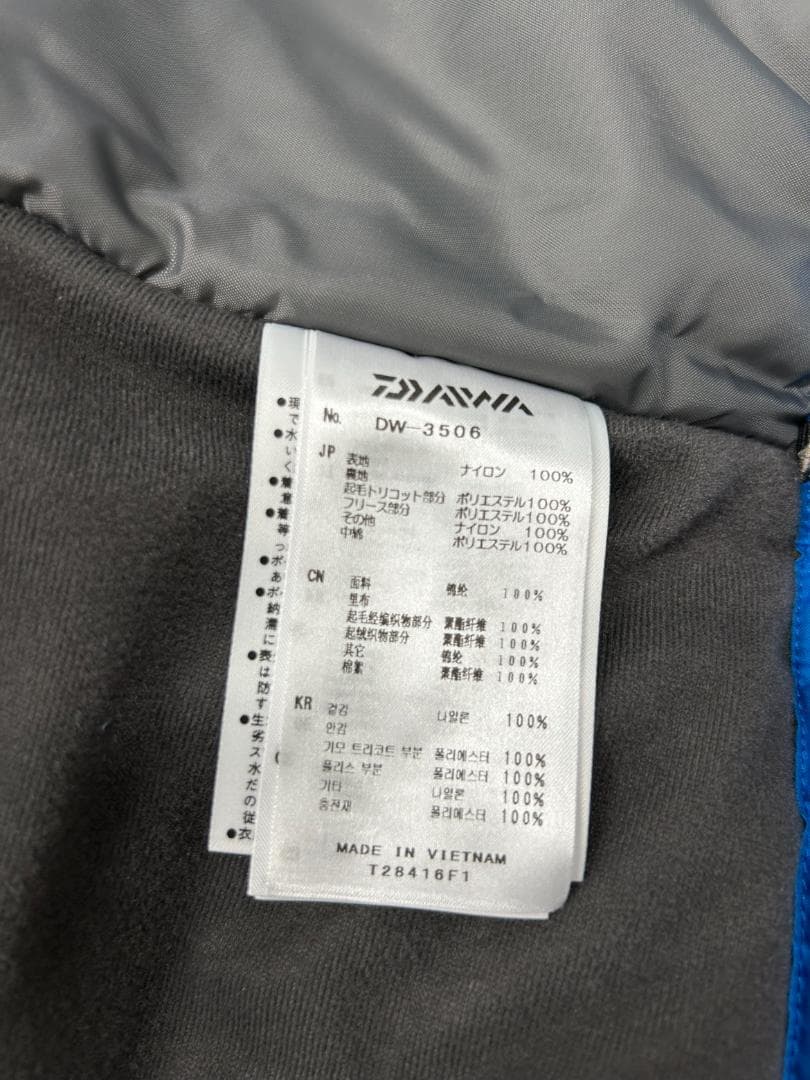 DAIWA
No. DW-3506
JP 表地 ナイロン 100%
裏地
起毛トリコット部分 ポリエステル100%
フリース部分 ポリエステル100%
その他 ナイロン 100%
中綿 ポリエステル100%
CN 面料 锦纶 100%
里布
起毛经编织物部分 聚酯纤维 100%
起绒织物部分 聚酯纤维 100%
其它 锦纶 100%
棉絮 聚酯纤维 100%
KR 겉감 나일론 100%
안감
기모 트리코트 부분 폴리에스터 100%
플리스 부분 폴리에스터 100%
기타 나일론 100%
충전재 폴리에스터 100%
MADE IN VIETNAM
T28416F1